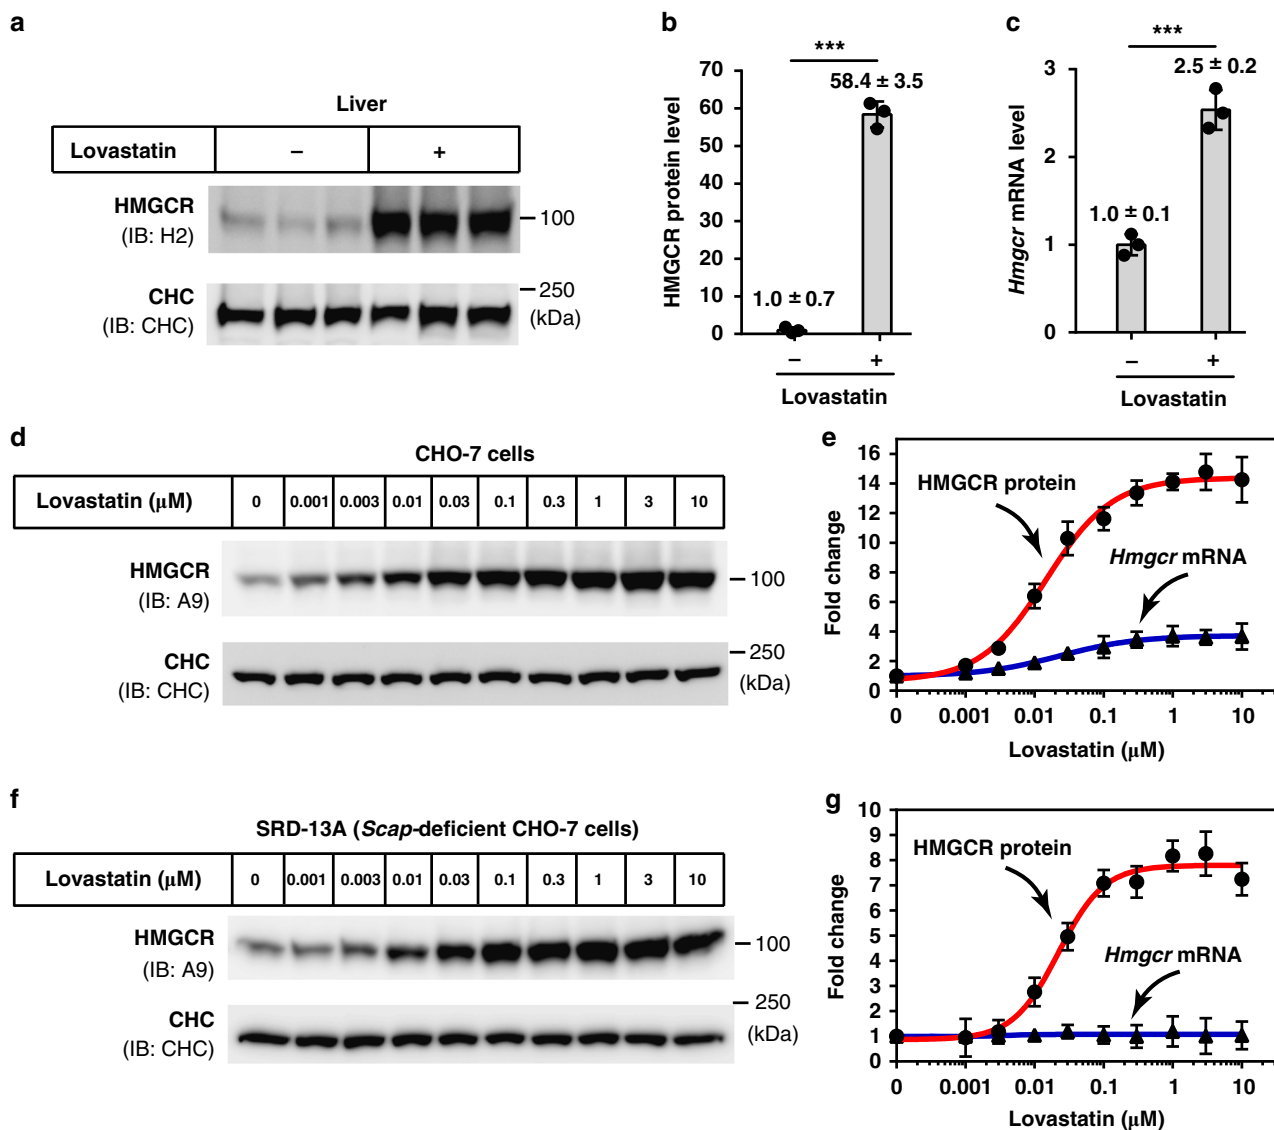 a
Liver
Lovastatin – +
HMGCR
(IB: H2)
100
CHC
(IB: CHC)
250
(kDa)
b
***
58.4 ± 3.5
1.0 ± 0.7
HMGCR protein level
70
60
50
40
30
20
10
0
– +
Lovastatin
c
***
2.5 ± 0.2
1.0 ± 0.1
Hmgcr mRNA level
3
2
1
0
– +
Lovastatin
d
CHO-7 cells
Lovastatin (μM) 0 0.001 0.003 0.01 0.03 0.1 0.3 1 3 10
HMGCR
(IB: A9)
100
CHC
(IB: CHC)
250
(kDa)
e
Fold change
16
14
12
10
8
6
4
2
1
0
HMGCR protein
Hmgcr mRNA
0 0.001 0.01 0.1 1 10
Lovastatin (μM)
f
SRD-13A (Scap-deficient CHO-7 cells)
Lovastatin (μM) 0 0.001 0.003 0.01 0.03 0.1 0.3 1 3 10
HMGCR
(IB: A9)
100
CHC
(IB: CHC)
250
(kDa)
g
Fold change
10
9
8
7
6
5
4
3
2
1
0
HMGCR protein
Hmgcr mRNA
0 0.001 0.01 0.1 1 10
Lovastatin (μM)